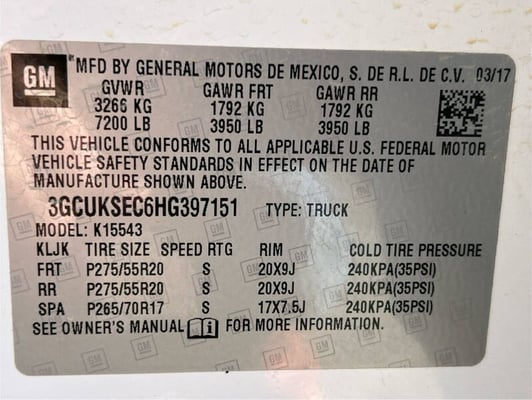 GM "MFD BY GENERAL MOTORS DE MEXICO, S. DE R.L. DE C.V. 03/17
GVWR GAWR FRT GAWR RR
3266 KG 1792 KG 1792 KG
7200 LB 3950 LB 3950 LB
THIS VEHICLE CONFORMS TO ALL APPLICABLE U.S. FEDERAL MOTOR
VEHICLE SAFETY STANDARDS IN EFFECT ON THE DATE OF
MANUFACTURE SHOWN ABOVE.
3GCUKSEC6HG397151 TYPE: TRUCK
MODEL: K15543
KLJK TIRE SIZE SPEED RTG RIM COLD TIRE PRESSURE
FRT P275/55R20 S 20X9J 240KPA(35PSI)
RR P275/55R20 S 20X9J 240KPA(35PSI)
SPA P265/70R17 S 17X7.5J 240KPA(35PSI)
SEE OWNER'S MANUAL FOR MORE INFORMATION.